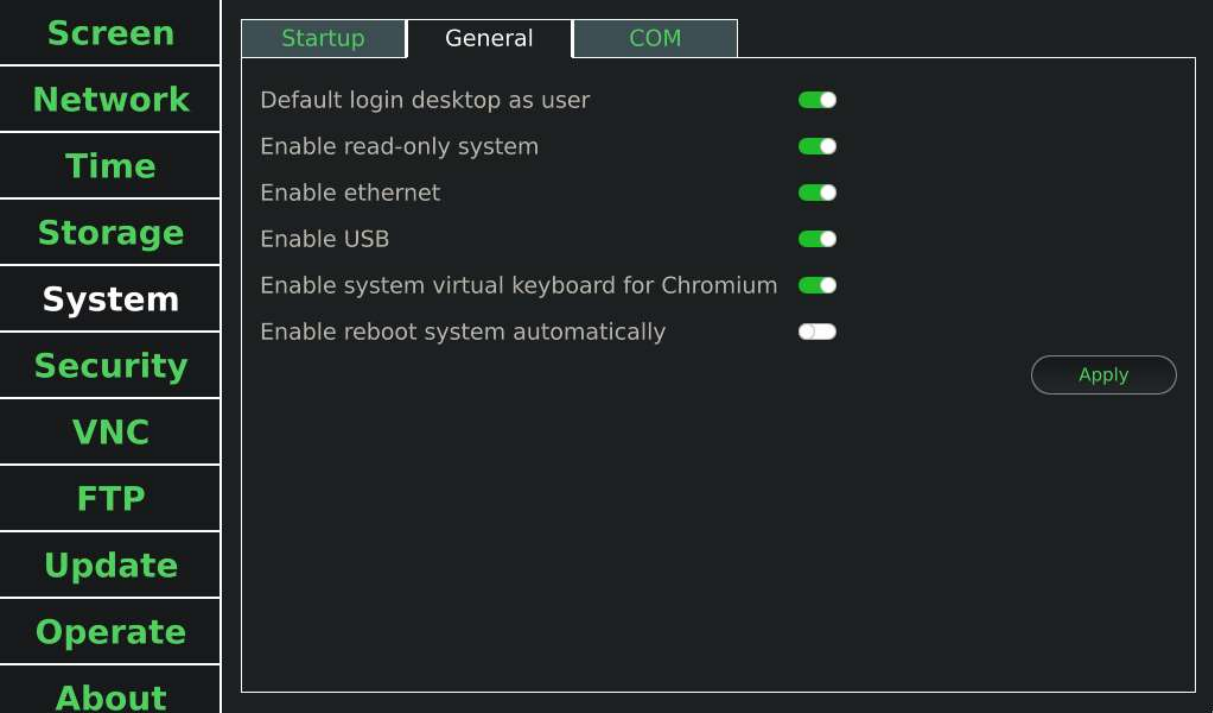 Screen
Network
Time
Storage
System
Security
VNC
FTP
Update
Operate
About
Startup
General
COM
Default login desktop as user
Enable read-only system
Enable ethernet
Enable USB
Enable system virtual keyboard for Chromium
Enable reboot system automatically
Apply